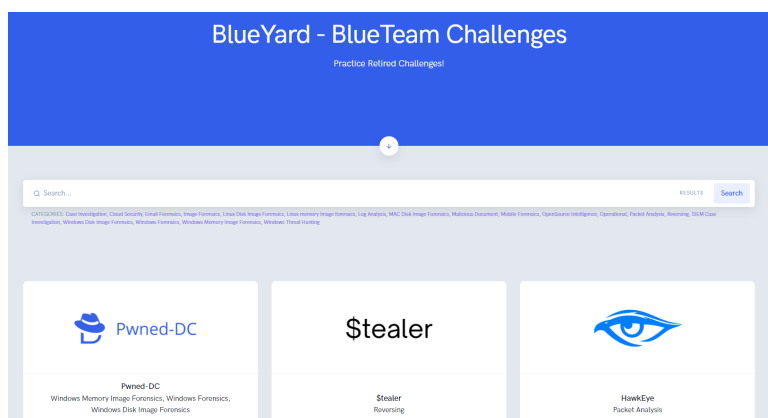 BlueYard - BlueTeam Challenges
Practice Retired Challenges!
Search...
RESULTS
Search
CATEGORIES: Case Investigation, Cloud Security, Email Forensics, Image Forensics, Linux Disk Image Forensics, Linux memory image forensics, Log Analysis, MAC Disk Image Forensics, Malicious Document, Mobile Forensics, OpenSource Intelligence, Operational, Packet Analysis, Reversing, SIEM Case
Investigation, Windows Disk Image Forensics, Windows Forensics, Windows Memory Image Forensics, Windows Threat Hunting
Pwned-DC
$tealer
Pwned-DC
Windows Memory Image Forensics, Windows Forensics,
Windows Disk Image Forensics
$tealer
Reversing
HawkEye
Packet Analysis